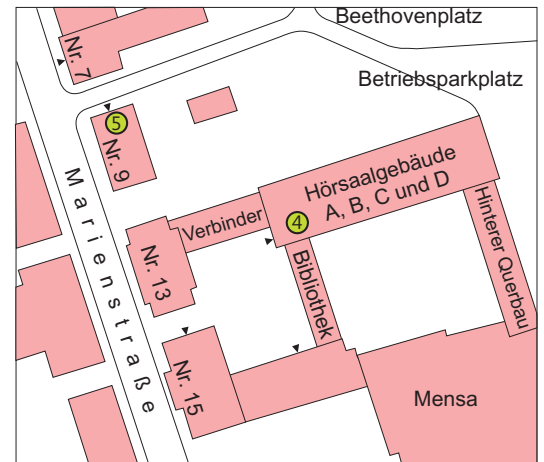 Beethovenplatz
Nr. 7
Betriebsparkplatz
5
Nr. 9
Marienstraße
Hörsaalgebäude
A, B, C und D
4
Verbinder
Hinterer Querbau
Nr. 13
Bibliothek
Nr. 15
Mensa